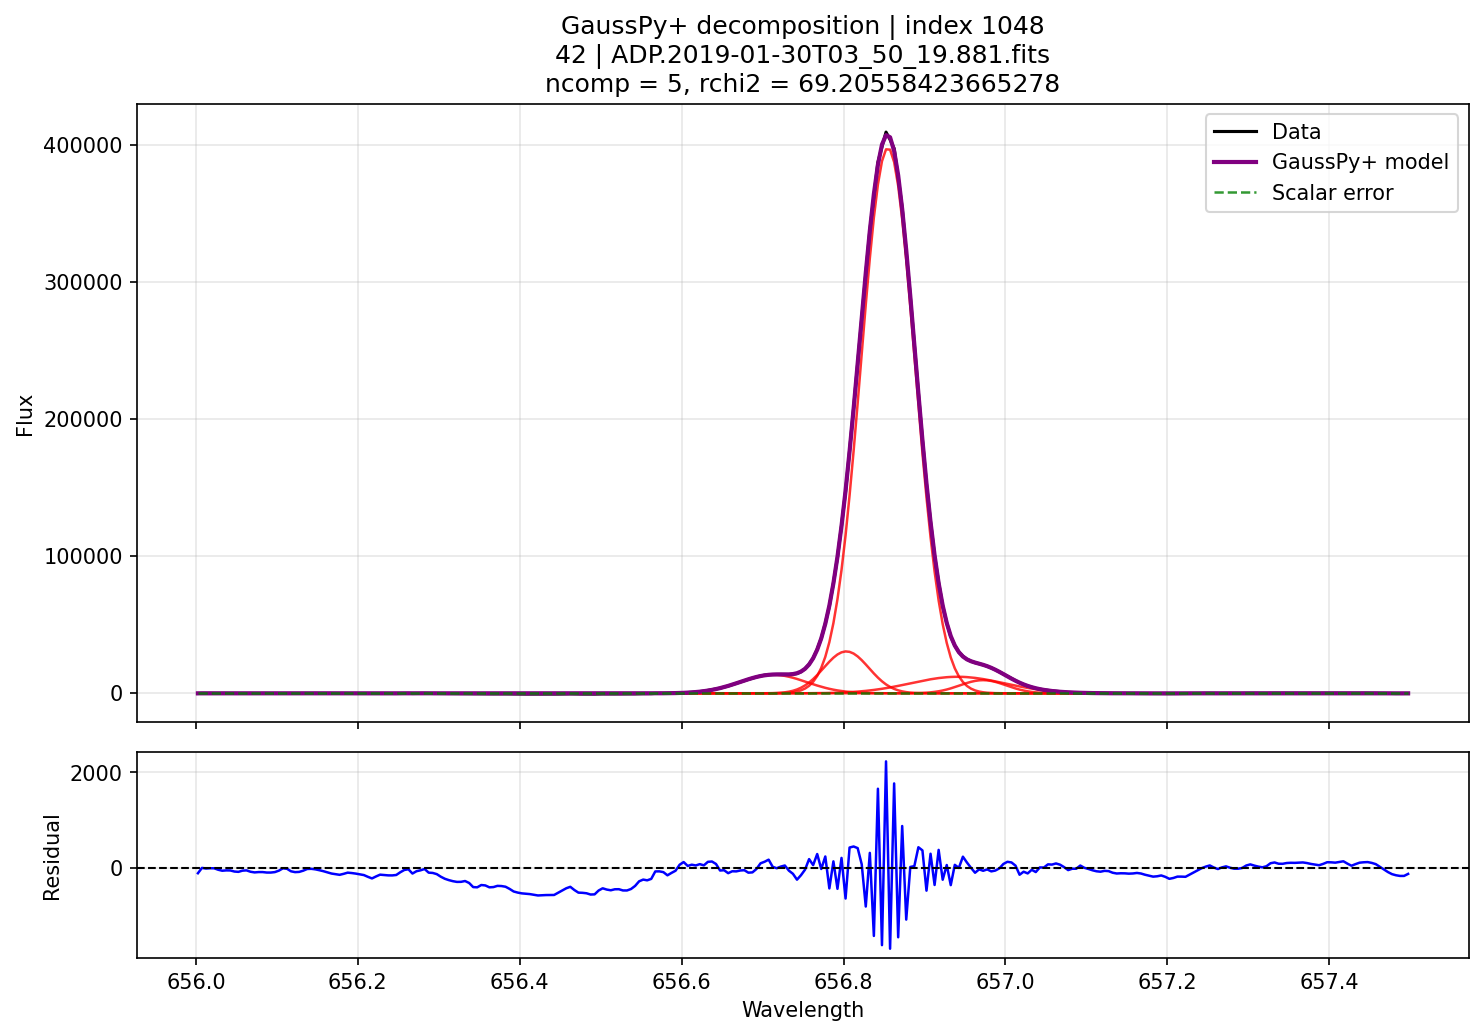 GaussPy+ decomposition | index 1048
42 | ADP.2019-01-30T03_50_19.881.fits
ncomp = 5, rchi2 = 69.20558423665278
Data
GaussPy+ model
Scalar error
400000
300000
200000
100000
0
Flux
2000
0
Residual
656.0
656.2
656.4
656.6
656.8
657.0
657.2
657.4
Wavelength